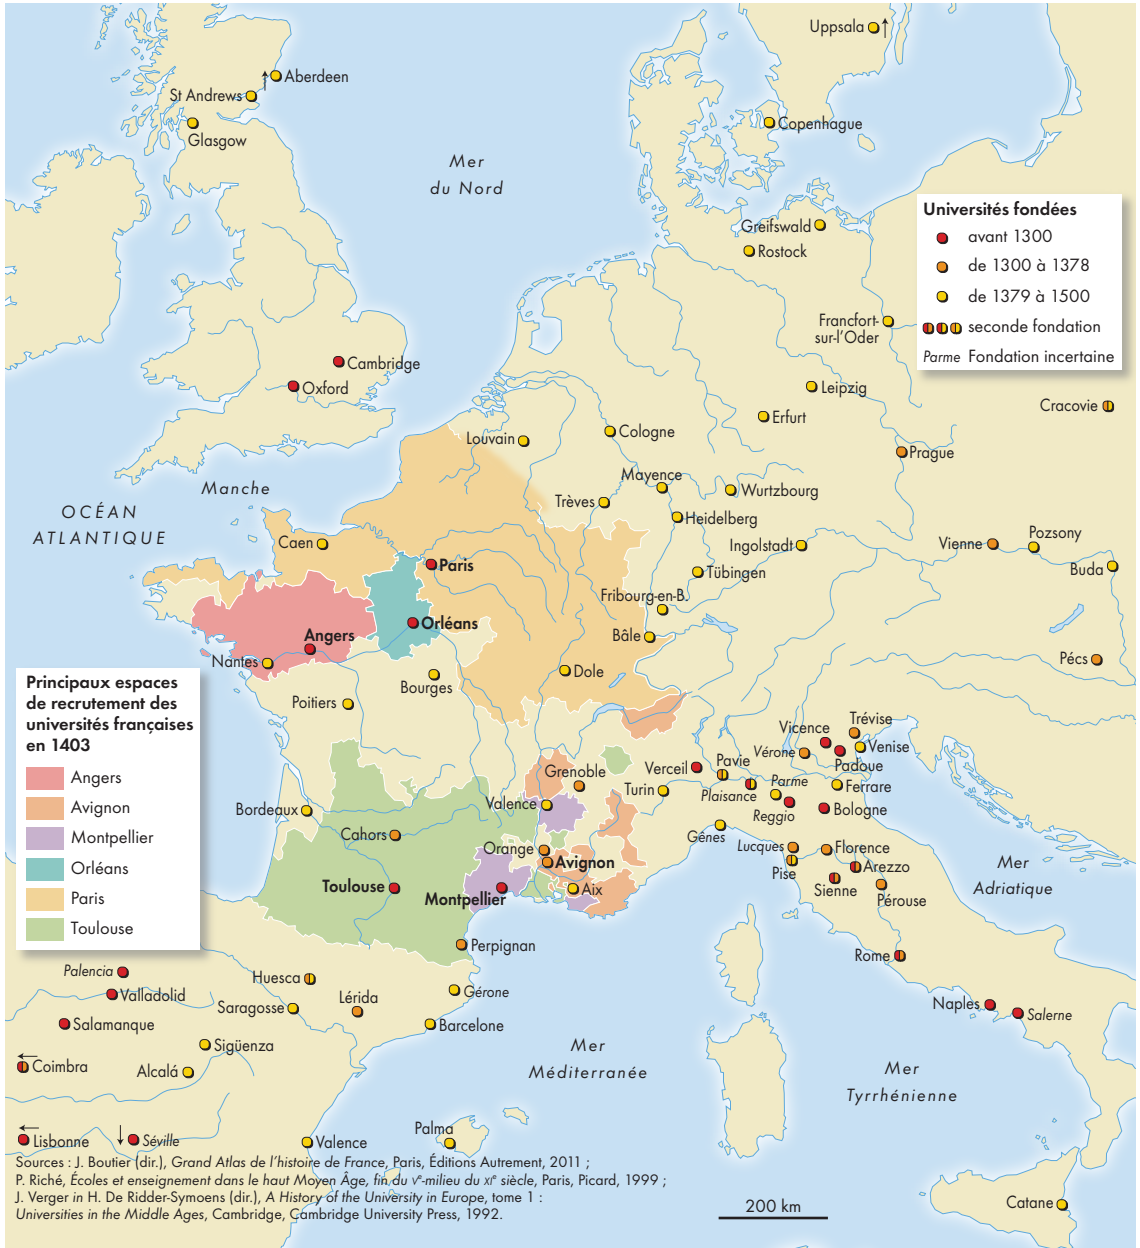 Uppsala
Aberdeen
St Andrews
Glasgow
Copenhague
Mer
du Nord
Universités fondées
avant 1300
de 1300 à 1378
de 1379 à 1500
seconde fondation
Parme Fondation incertaine
Greifswald
Rostock
Francfort-
sur-l'Oder
Cambridge
Oxford
Leipzig
Erfurt
Cracovie
Louvain
Cologne
Prague
Manche
Mayence
Trèves
Wurtzbourg
Heidelberg
OCÉAN
ATLANTIQUE
Caen
Paris
Ingolstadt
Vienne
Pozsony
Buda
Tübingen
Fribourg-en-B.
Orléans
Angers
Bâle
Nantes
Bourges
Dole
Pécs
Poitiers
Principaux espaces
de recrutement des
universités françaises
en 1403
Angers
Avignon
Montpellier
Orléans
Paris
Toulouse
Vicence
Trévise
Vérone
Venise
Padoue
Grenoble
Verceil
Pavie
Turin
Plaisance
Parme
Ferrare
Reggio
Bologne
Bordeaux
Valence
Cahors
Gênes
Orange
Avignon
Lucques
Florence
Pise
Arezzo
Sienne
Pérouse
Mer
Adriatique
Toulouse
Montpellier
Aix
Perpignan
Rome
Palencia
Valladolid
Huesca
Gérone
Saragosse
Lérida
Salamanque
Barcelone
Naples
Salerne
Sigüenza
Coimbra
Alcalá
Mer
Méditerranée
Mer
Tyrrhénienne
Lisbonne
Séville
Valence
Palma
Catane
Sources : J. Boutier (dir.), Grand Atlas de l'histoire de France, Paris, Éditions Autrement, 2011 ;
P. Riché, Écoles et enseignement dans le haut Moyen Âge, fin du Ve-milieu du XIe siècle, Paris, Picard, 1999 ;
J. Verger in H. De Ridder-Symoens (dir.), A History of the University in Europe, tome 1 :
Universities in the Middle Ages, Cambridge, Cambridge University Press, 1992.
200 km